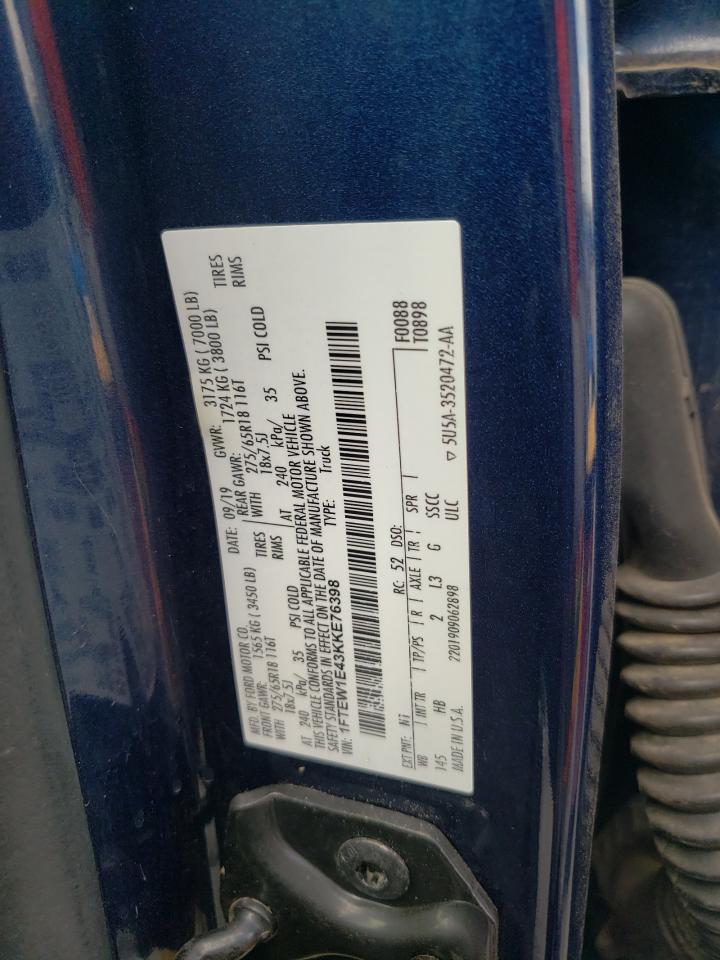 MFD. BY FORD MOTOR CO. DATE: 09/19 GVWR: 3175 KG ( 7000 LB)
FRONT GAWR: 1565 KG ( 3450 LB) REAR GAWR: 1724 KG ( 3800 LB)
WITH 275/65R18 116T TIRES WITH 275/65R18 116T TIRES
18x7.5J RIMS 18x7.5J RIMS
AT 240 kPa/ 35 PSI COLD AT 240 kPa/ 35 PSI COLD
THIS VEHICLE CONFORMS TO ALL APPLICABLE FEDERAL MOTOR VEHICLE
SAFETY STANDARDS IN EFFECT ON THE DATE OF MANUFACTURE SHOWN ABOVE.
VIN: 1FTEW1E43KKE76398 TYPE: Truck
EXT PNT: N1 RC: 52 DSO: F0088
WB INT TR TP/PS R AXLE TR SPR T0898
145 HB 2 L3 G SSCC
MADE IN U.S.A. 2201909062898 ULC ▽ 5U5A-3520472-AA